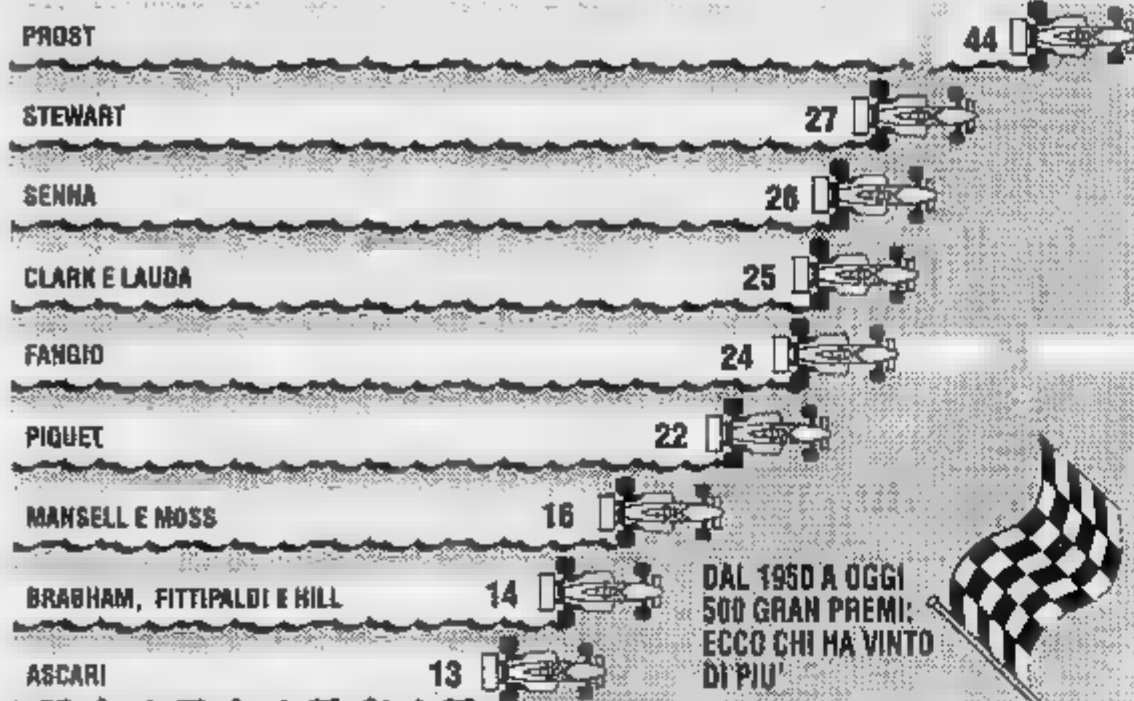 PROST 44
STEWART 27
SENNA 26
CLARK E LAUDA 25
FANGIO 24
PIQUET 22
MANSELL E MOSS 16
BRABHAM, FITTIPALDI E HILL 14
ASCARI 13
DAL 1950 A OGGI
500 GRAN PREMI:
ECCO CHI HA VINTO
DI PIU'